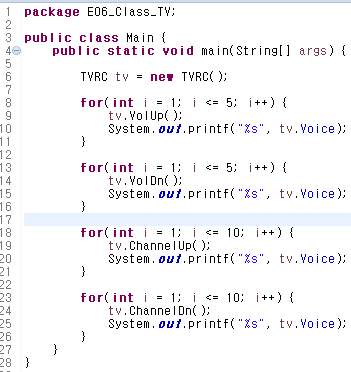 1 package E06_Class_TV;
2
3 public class Main {
4 public static void main(String[] args) {
5
6 TVRC tv = new TVRC();
7
8 for(int i = 1; i <= 5; i++) {
9 tv.VolUp();
10 System.out.printf("%s", tv.Voice);
11 }
12
13 for(int i = 1; i <= 5; i++) {
14 tv.VolDn();
15 System.out.printf("%s", tv.Voice);
16 }
17
18 for(int i = 1; i <= 10; i++) {
19 tv.ChannelUp();
20 System.out.printf("%s", tv.Voice);
21 }
22
23 for(int i = 1; i <= 10; i++) {
24 tv.ChannelDn();
25 System.out.printf("%s", tv.Voice);
26 }
27 }
28 }